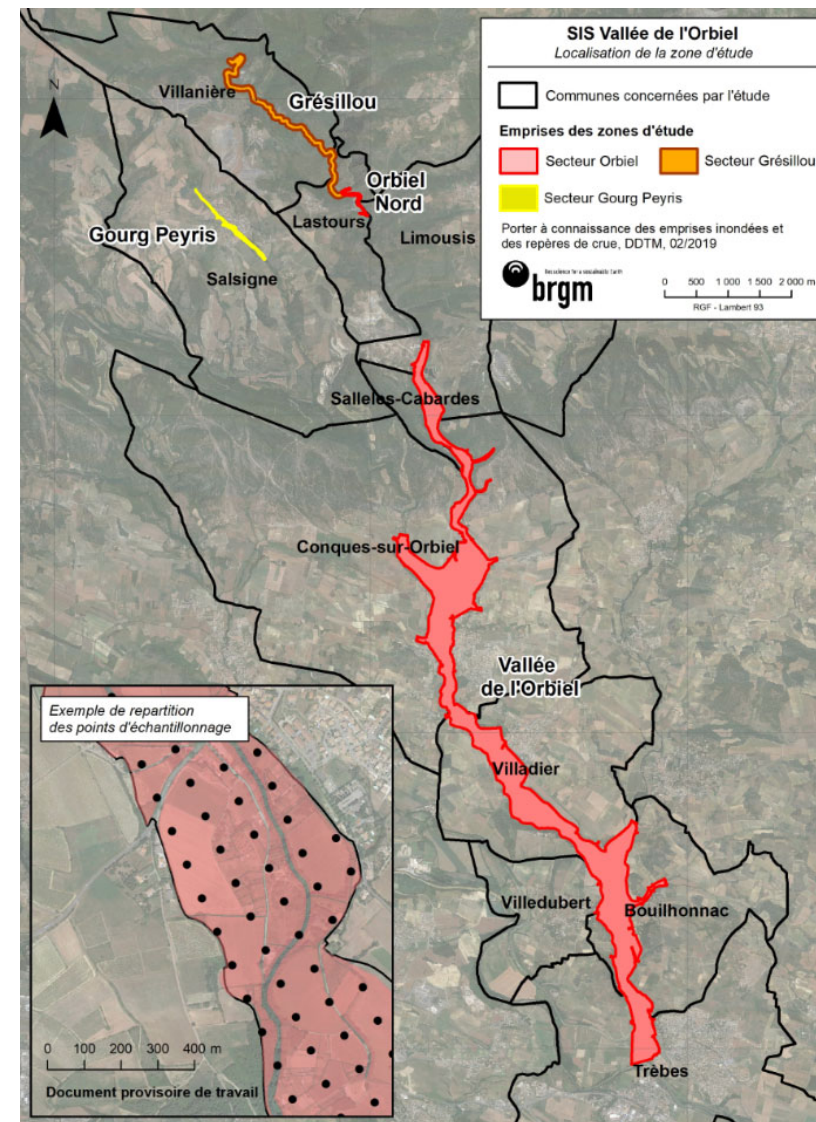 SIS Vallée de l'Orbiel
Localisation de la zone d'étude
Communes concernées par l'étude
Emprises des zones d'étude
Secteur Orbiel
Secteur Grésillou
Secteur Gourg Peyris
Porter à connaissance des emprises inondées et
des repères de crue, DDTM, 02/2019
brgm
0 500 1 000 1 500 2 000 m
RGF - Lambert 93
N
Villanière
Grésillou
Orbiel
Nord
Lastours
Limousis
Gourg Peyris
Salsigne
Salleles-Cabardes
Conques-sur-Orbiel
Vallée
de l'Orbiel
Villadier
Villedubert
Bouilhonnac
Trèbes
Exemple de repartition
des points d'échantillonnage
0 100 200 300 400 m
Document provisoire de travail